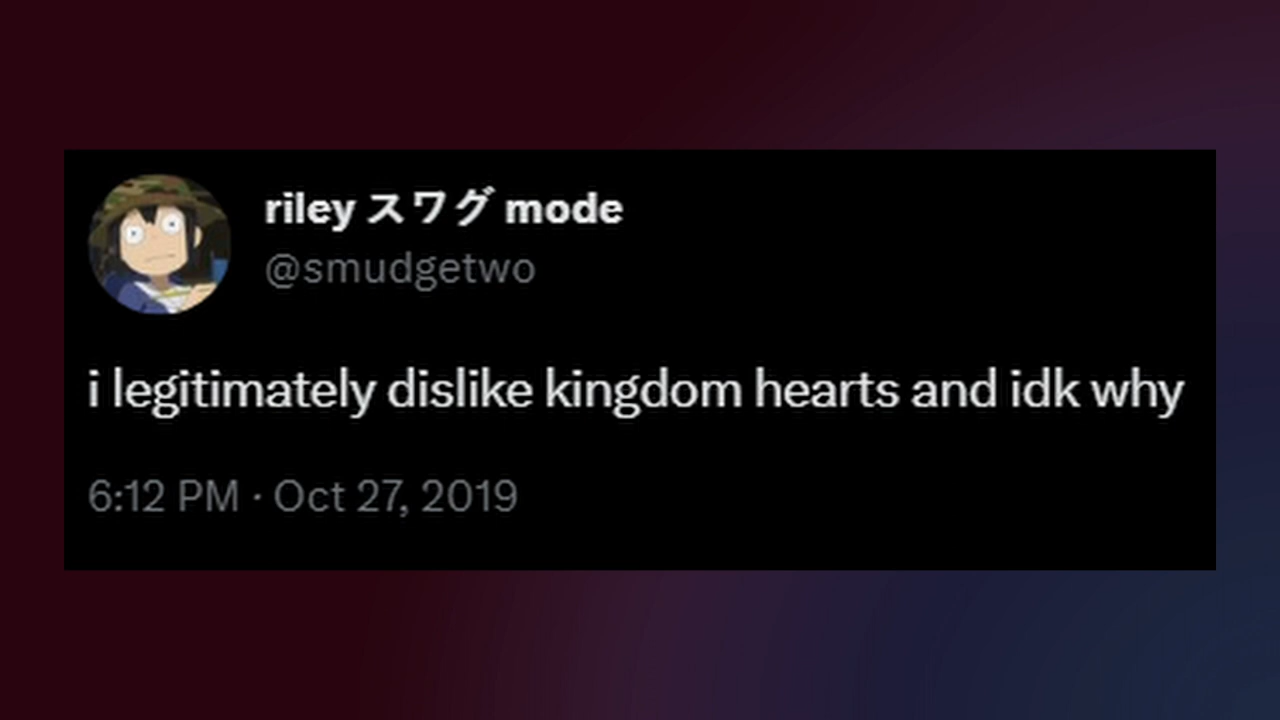 riley スワグ mode
@smudgetwo
i legitimately dislike kingdom hearts and idk why
6:12 PM · Oct 27, 2019